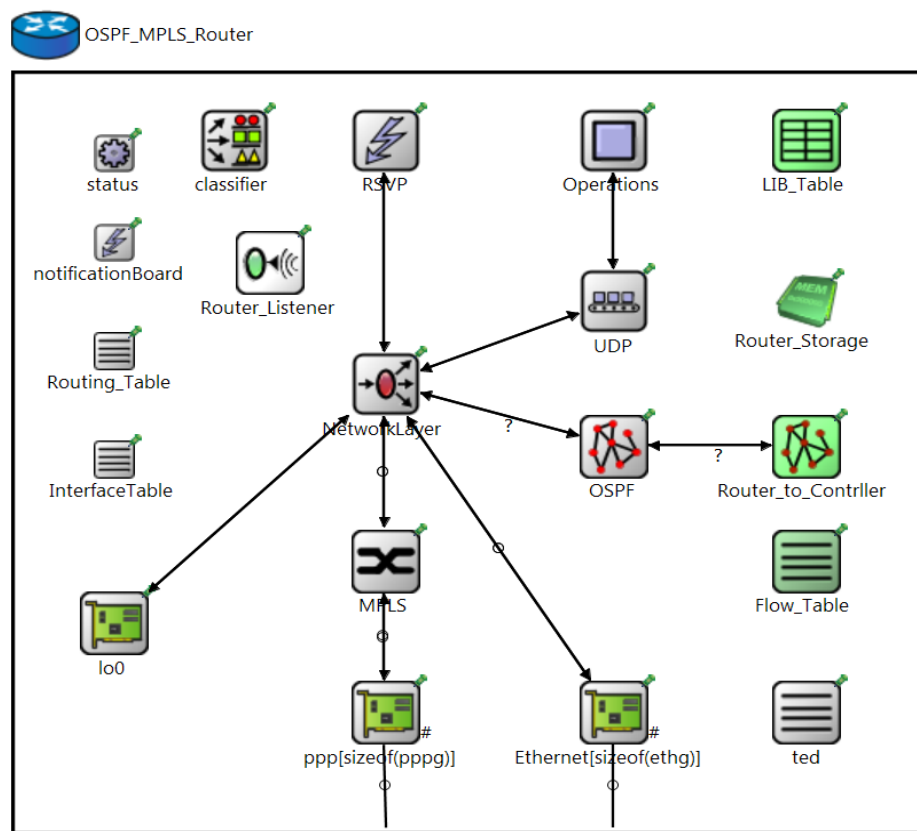 OSPF_MPLS_Router
status
classifier
RSVP
Operations
LIB_Table
notificationBoard
Router_Listener
UDP
MEM
Router_Storage
Routing_Table
NetworkLayer
?
?
InterfaceTable
OSPF
Router_to_Contrller
MPLS
Flow_Table
lo0
#
#
ppp[sizeof(pppg)]
Ethernet[sizeof(ethg)]
ted